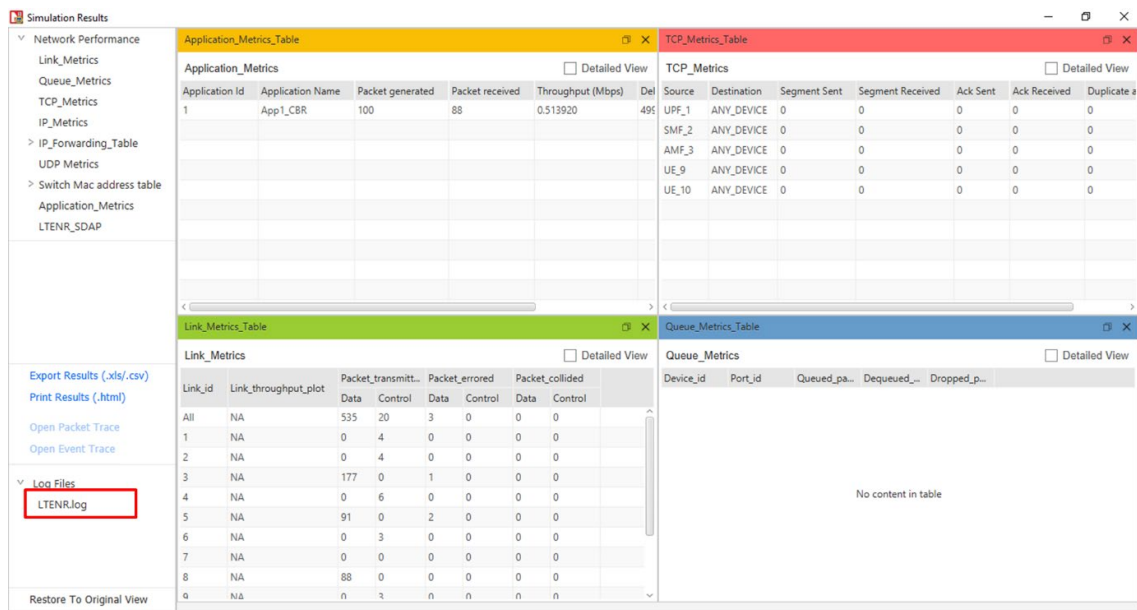 Simulation Results
Network Performance
Link_Metrics
Queue_Metrics
TCP_Metrics
IP_Metrics
IP_Forwarding_Table
UDP Metrics
Switch Mac address table
Application_Metrics
LTENR_SDAP
Export Results (.xls/.csv)
Print Results (.html)
Open Packet Trace
Open Event Trace
Log Files
LTENR.log
Restore To Original View
Application_Metrics_Table
Application_Metrics Detailed View
Application Id Application Name Packet generated Packet received Throughput (Mbps) Del
1 App1_CBR 100 88 0.513920 499
TCP_Metrics_Table
TCP_Metrics Detailed View
Source Destination Segment Sent Segment Received Ack Sent Ack Received Duplicate a
UPF_1 ANY_DEVICE 0 0 0 0 0
SMF_2 ANY_DEVICE 0 0 0 0 0
AMF_3 ANY_DEVICE 0 0 0 0 0
UE_9 ANY_DEVICE 0 0 0 0 0
UE_10 ANY_DEVICE 0 0 0 0 0
Link_Metrics_Table
Link_Metrics Detailed View
Link_id Link_throughput_plot Packet_transmitt... Packet_errored Packet_collided
Data Control Data Control Data Control
All NA 535 20 3 0 0 0
1 NA 0 4 0 0 0 0
2 NA 0 4 0 0 0 0
3 NA 177 0 1 0 0 0
4 NA 0 6 0 0 0 0
5 NA 91 0 2 0 0 0
6 NA 0 3 0 0 0 0
7 NA 0 0 0 0 0 0
8 NA 88 0 0 0 0 0
9 NA 0 3 0 0 0 0
Queue_Metrics_Table
Queue_Metrics Detailed View
Device_id Port_id Queued_pa... Dequeued_... Dropped_p...
No content in table